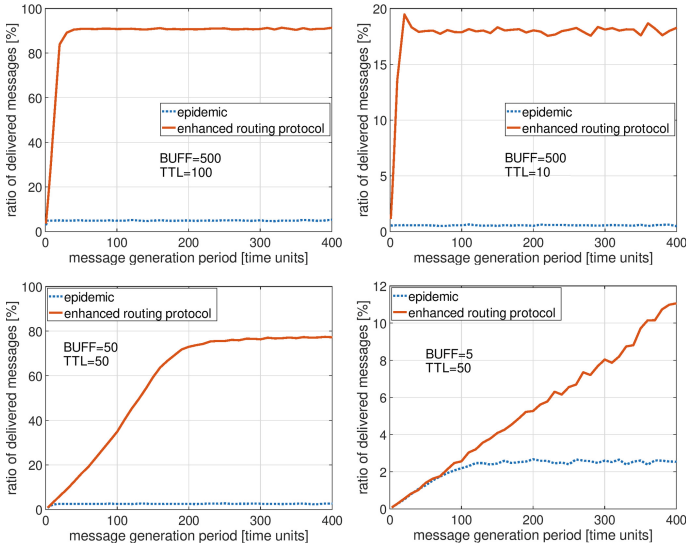 100
80
60
40
20
0
ratio of delivered messages [%]
epidemic
enhanced routing protocol
BUFF=500
TTL=100
0
100
200
300
400
message generation period [time units]
20
15
10
5
0
ratio of delivered messages [%]
epidemic
enhanced routing protocol
BUFF=500
TTL=10
0
100
200
300
400
message generation period [time units]
100
80
60
40
20
0
ratio of delivered messages [%]
epidemic
enhanced routing protocol
BUFF=50
TTL=50
0
100
200
300
400
message generation period [time units]
12
10
8
6
4
2
0
ratio of delivered messages [%]
epidemic
enhanced routing protocol
BUFF=5
TTL=50
0
100
200
300
400
message generation period [time units]